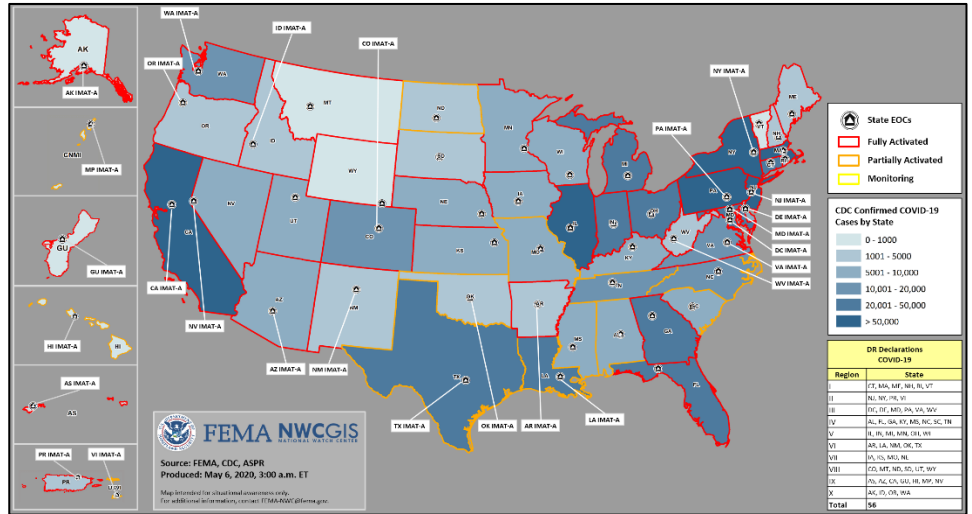 WA IMAT-A
ID IMAT-A
CO IMAT-A
NY IMAT-A
OR IMAT-A
PA IMAT-A
AK
AK IMAT-A
CNMI
MP IMAT-A
GU
GU IMAT-A
HI IMAT-A
HI
AS IMAT-A
AS
PR IMAT-A
VI IMAT-A
PR
WA
OR
ID
MT
WY
ND
SD
NE
KS
MN
WI
IA
MO
IL
IN
KY
WV
VA
NC
TN
SC
GA
FL
AL
MS
LA
AR
OK
TX
NM
AZ
UT
NV
CA
CO
NY
PA
ME
VT
NH
NJ IMAT-A
DE IMAT-A
MD IMAT-A
DC IMAT-A
VA IMAT-A
WV IMAT-A
CA IMAT-A
NV IMAT-A
AZ IMAT-A
NM IMAT-A
TX IMAT-A
OK IMAT-A
AR IMAT-A
LA IMAT-A
FEMA NWCGIS
NATIONAL WATCH CENTER
Source: FEMA, CDC, ASPR
Produced: May 6, 2020, 3:00 a.m. ET
Map intended for situational awareness only.
For additional information, contact FEMA-NWC@fema.gov.
State EOCs
Fully Activated
Partially Activated
Monitoring
CDC Confirmed COVID-19
Cases by State
0 - 1000
1001 - 5000
5001 - 10,000
10,001 - 20,000
20,001 - 50,000
> 50,000
DR Declarations
COVID-19
Region State
I CT, MA, ME, NH, RI, VT
II NJ, NY, PR, VI
III DC, DE, MD, PA, VA, WV
IV AL, FL, GA, KY, MS, NC, SC, TN
V IL, IN, MI, MN, OH, WI
VI AR, LA, NM, OK, TX
VII IA, KS, MO, NE
VIII CO, MT, ND, SD, UT, WY
IX AS, AZ, CA, GU, HI, MP, NV
X AK, ID, OR, WA
Total 56